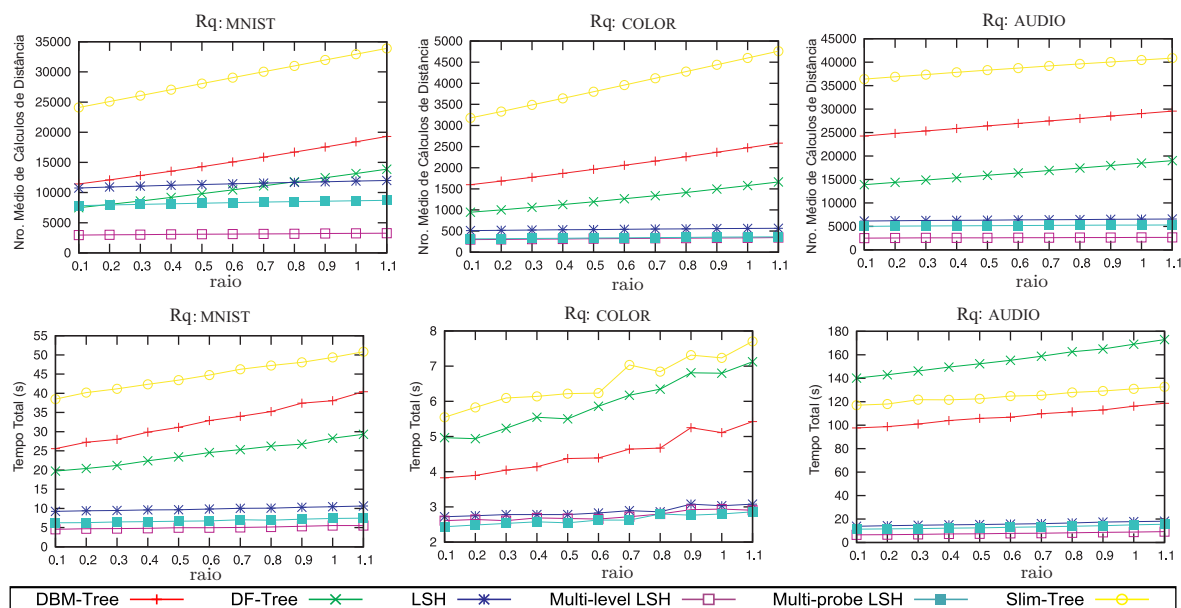 Rq: MNIST
Nro. Médio de Cálculos de Distância
35000
30000
25000
20000
15000
10000
5000
0
0.1 0.2 0.3 0.4 0.5 0.6 0.7 0.8 0.9 1 1.1
raio
Rq: COLOR
Nro. Médio de Cálculos de Distância
5000
4500
4000
3500
3000
2500
2000
1500
1000
500
0
0.1 0.2 0.3 0.4 0.5 0.6 0.7 0.8 0.9 1 1.1
raio
Rq: AUDIO
Nro. Médio de Cálculos de Distância
45000
40000
35000
30000
25000
20000
15000
10000
5000
0
0.1 0.2 0.3 0.4 0.5 0.6 0.7 0.8 0.9 1 1.1
raio
Rq: MNIST
Tempo Total (s)
55
50
45
40
35
30
25
20
15
10
5
0
0.1 0.2 0.3 0.4 0.5 0.6 0.7 0.8 0.9 1 1.1
raio
Rq: COLOR
Tempo Total (s)
8
7
6
5
4
3
2
0.1 0.2 0.3 0.4 0.5 0.6 0.7 0.8 0.9 1 1.1
raio
Rq: AUDIO
Tempo Total (s)
180
160
140
120
100
80
60
40
20
0
0.1 0.2 0.3 0.4 0.5 0.6 0.7 0.8 0.9 1 1.1
raio
DBM-Tree DF-Tree LSH Multi-level LSH Multi-probe LSH Slim-Tree